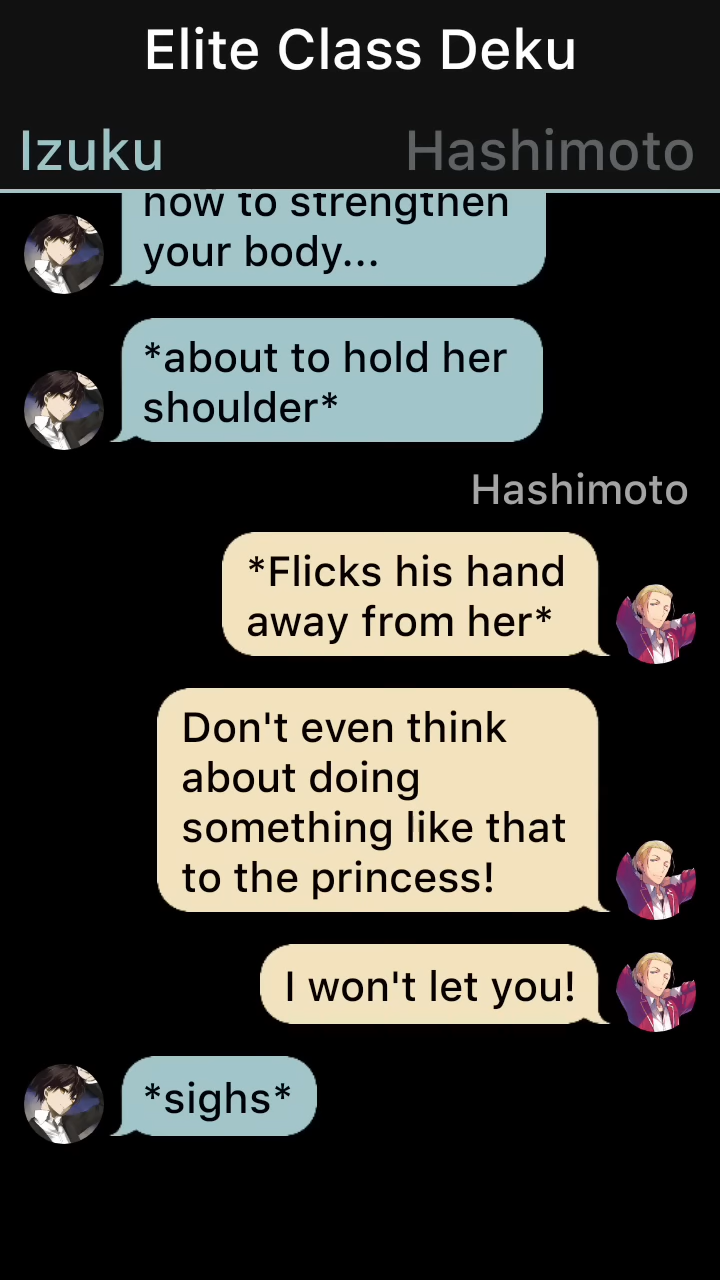 Elite Class Deku
Izuku
Hashimoto
how to strengthen
your body...
*about to hold her
shoulder*
Hashimoto
*Flicks his hand
away from her*
Don't even think
about doing
something like that
to the princess!
I won't let you!
*sighs*